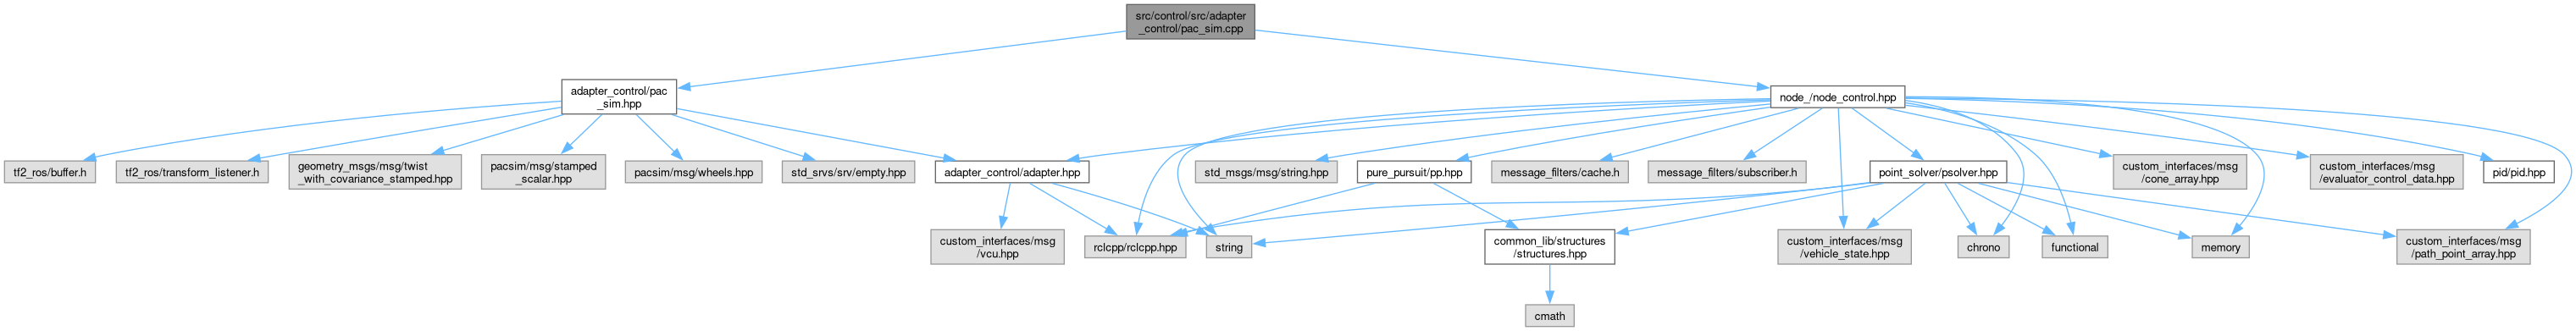 src/control/src/adapter
_control/pac_sim.cpp
adapter_control/pac
_sim.hpp
node_/node_control.hpp
tf2_ros/buffer.h
tf2_ros/transform_listener.h
geometry_msgs/msg/twist
_with_covariance_stamped.hpp
pacsim/msg/stamped
_scalar.hpp
pacsim/msg/wheels.hpp
std_srvs/srv/empty.hpp
adapter_control/adapter.hpp
std_msgs/msg/string.hpp
pure_pursuit/pp.hpp
message_filters/cache.h
message_filters/subscriber.h
point_solver/psolver.hpp
custom_interfaces/msg
/cone_array.hpp
custom_interfaces/msg
/evaluator_control_data.hpp
pid/pid.hpp
custom_interfaces/msg
/vcu.hpp
rclcpp/rclcpp.hpp
string
common_lib/structures
/structures.hpp
custom_interfaces/msg
/vehicle_state.hpp
chrono
functional
memory
custom_interfaces/msg
/path_point_array.hpp
cmath